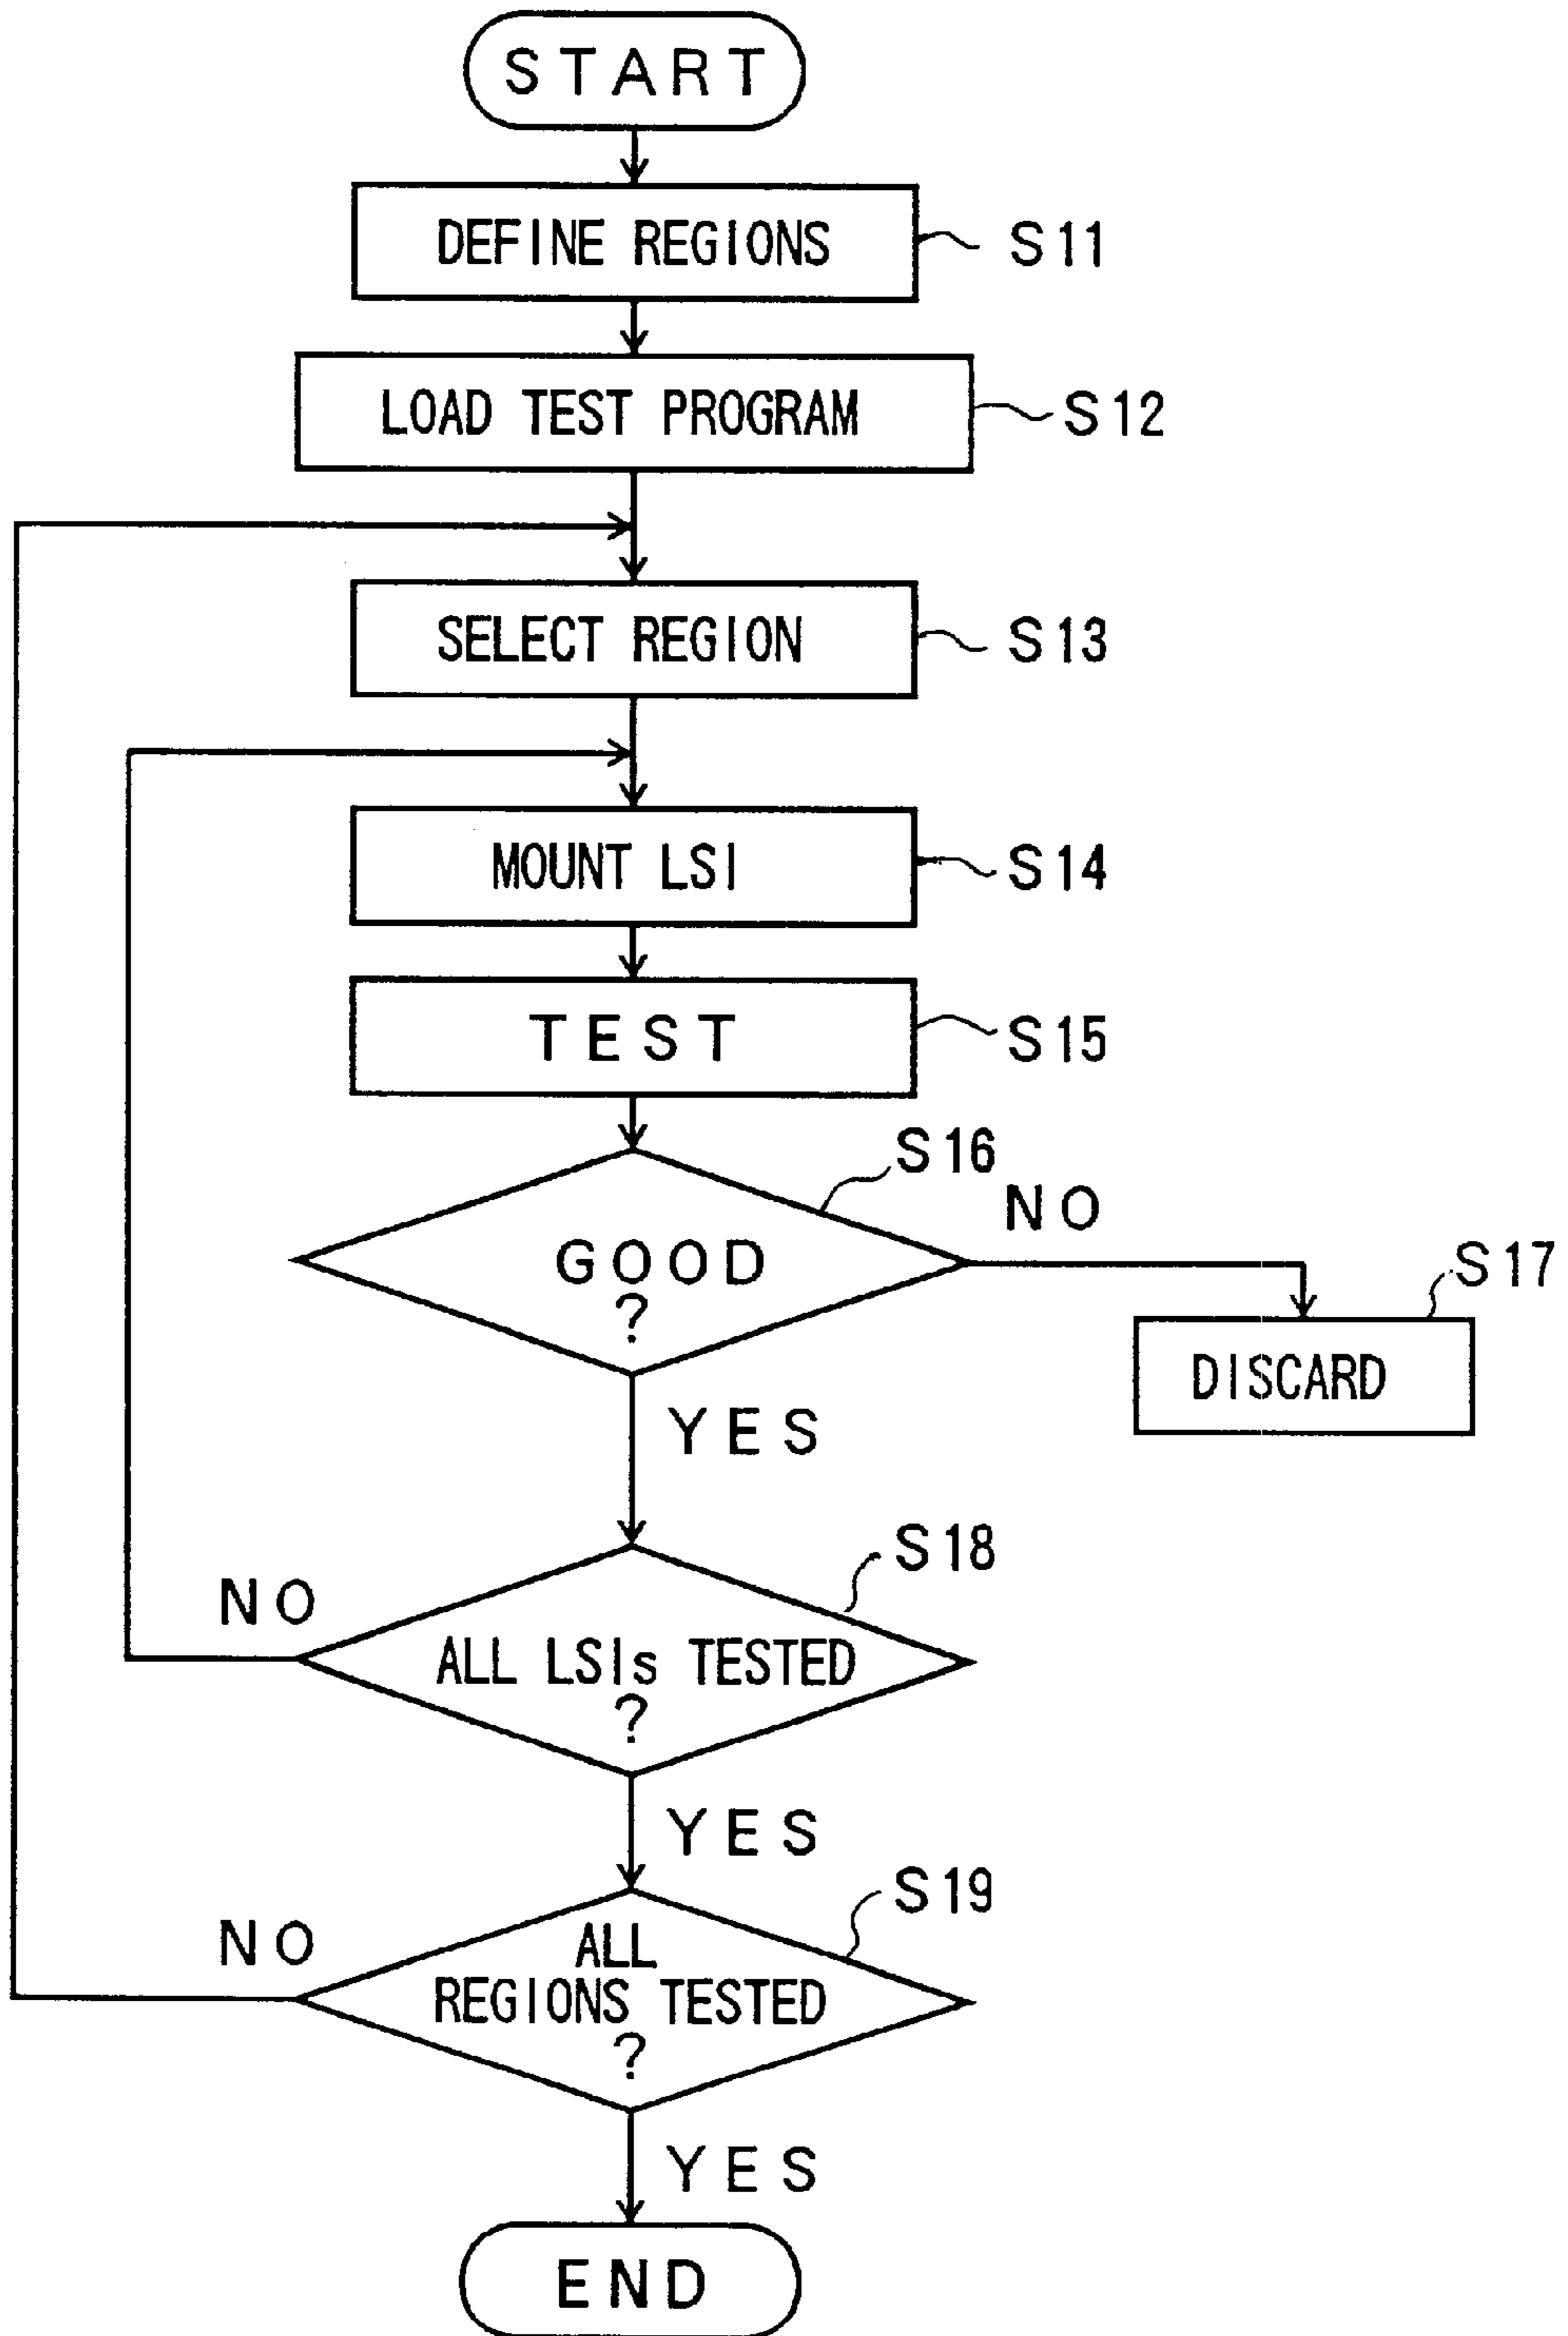 START
DEFINE REGIONS
S11
LOAD TEST PROGRAM
S12
SELECT REGION
S13
MOUNT LSI
S14
TEST
S15
S16
NO
GOOD
?
S17
DISCARD
YES
S18
NO
ALL LSIs TESTED
?
YES
S19
NO
ALL
REGIONS TESTED
?
YES
END